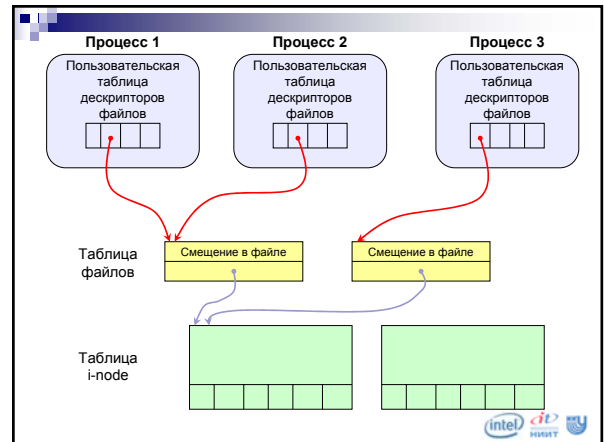 Процесс 1
Процесс 2
Процесс 3
Пользовательская
таблица
дескрипторов
файлов
Пользовательская
таблица
дескрипторов
файлов
Пользовательская
таблица
дескрипторов
файлов
Таблица
файлов
Смещение в файле
Смещение в файле
Таблица
i-node
intel
cit
НИИТ